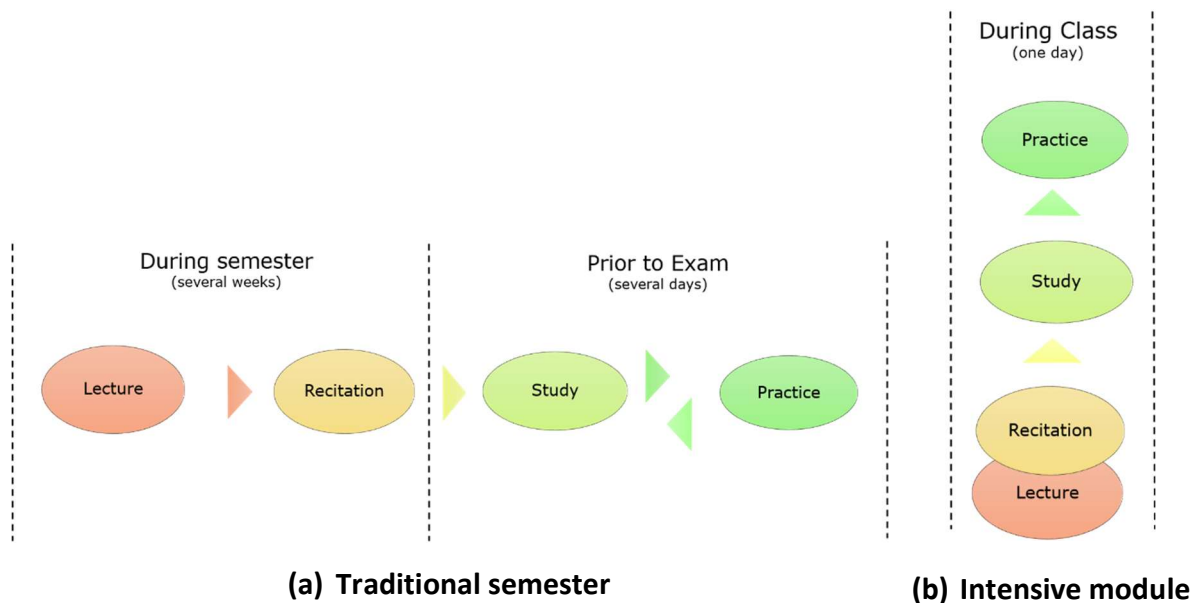 During semester
(several weeks)
Prior to Exam
(several days)
Lecture
Recitation
Study
Practice
(a) Traditional semester
During Class
(one day)
Practice
Study
Recitation
Lecture
(b) Intensive module